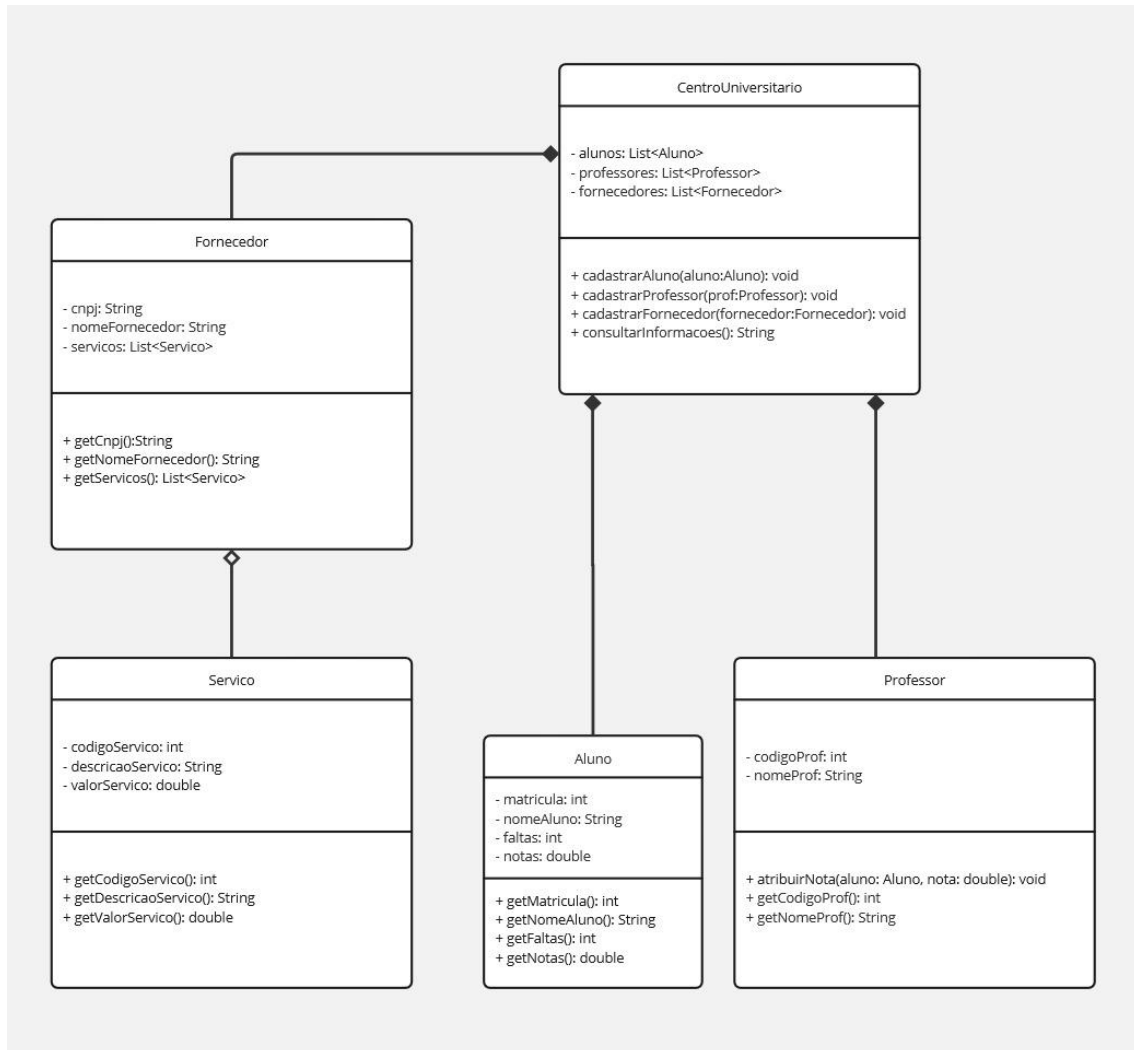 CentroUniversitario
- alunos: List<Aluno>
- professores: List<Professor>
- fornecedores: List<Fornecedor>
+ cadastrarAluno(aluno:Aluno): void
+ cadastrarProfessor(prof:Professor): void
+ cadastrarFornecedor(fornecedor:Fornecedor): void
+ consultarInformacoes(): String
Fornecedor
- cnpj: String
- nomeFornecedor: String
- servicos: List<Servico>
+ getCnpj():String
+ getNomeFornecedor(): String
+ getServicos(): List<Servico>
Servico
- codigoServico: int
- descricaoServico: String
- valorServico: double
+ getCodigoServico(): int
+ getDescricaoServico(): String
+ getValorServico(): double
Aluno
- matricula: int
- nomeAluno: String
- faltas: int
- notas: double
+ getMatricula(): int
+ getNomeAluno(): String
+ getFaltas(): int
+ getNotas(): double
Professor
- codigoProf: int
- nomeProf: String
+ atribuirNota(aluno: Aluno, nota: double): void
+ getCodigoProf(): int
+ getNomeProf(): String